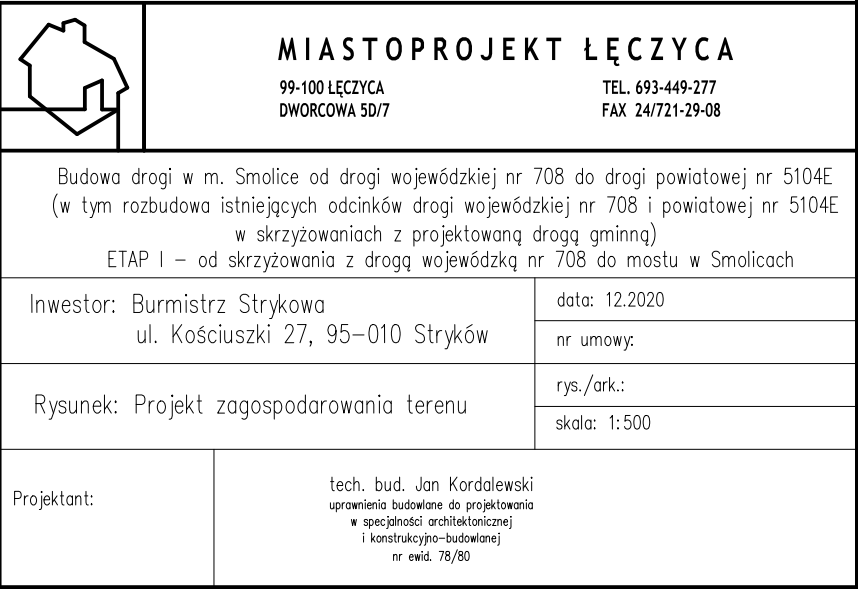 MIASTOPROJEKT ŁĘCZYCA
99-100 ŁĘCZYCA
DWORCOWA 5D/7
TEL. 693-449-277
FAX 24/721-29-08
Budowa drogi w m. Smolice od drogi wojewódzkiej nr 708 do drogi powiatowej nr 5104E
(w tym rozbudowa istniejących odcinków drogi wojewódzkiej nr 708 i powiatowej nr 5104E
w skrzyżowaniach z projektowaną drogą gminną)
ETAP I – od skrzyżowania z drogą wojewódzką nr 708 do mostu w Smolicach
Inwestor: Burmistrz Strykowa
ul. Kościuszki 27, 95–010 Stryków
data: 12.2020
nr umowy:
Rysunek: Projekt zagospodarowania terenu
rys./ark.:
skala: 1:500
Projektant:
tech. bud. Jan Kordalewski
uprawnienia budowlane do projektowania
w specjalności architektonicznej
i konstrukcyjno–budowlanej
nr ewid. 78/80